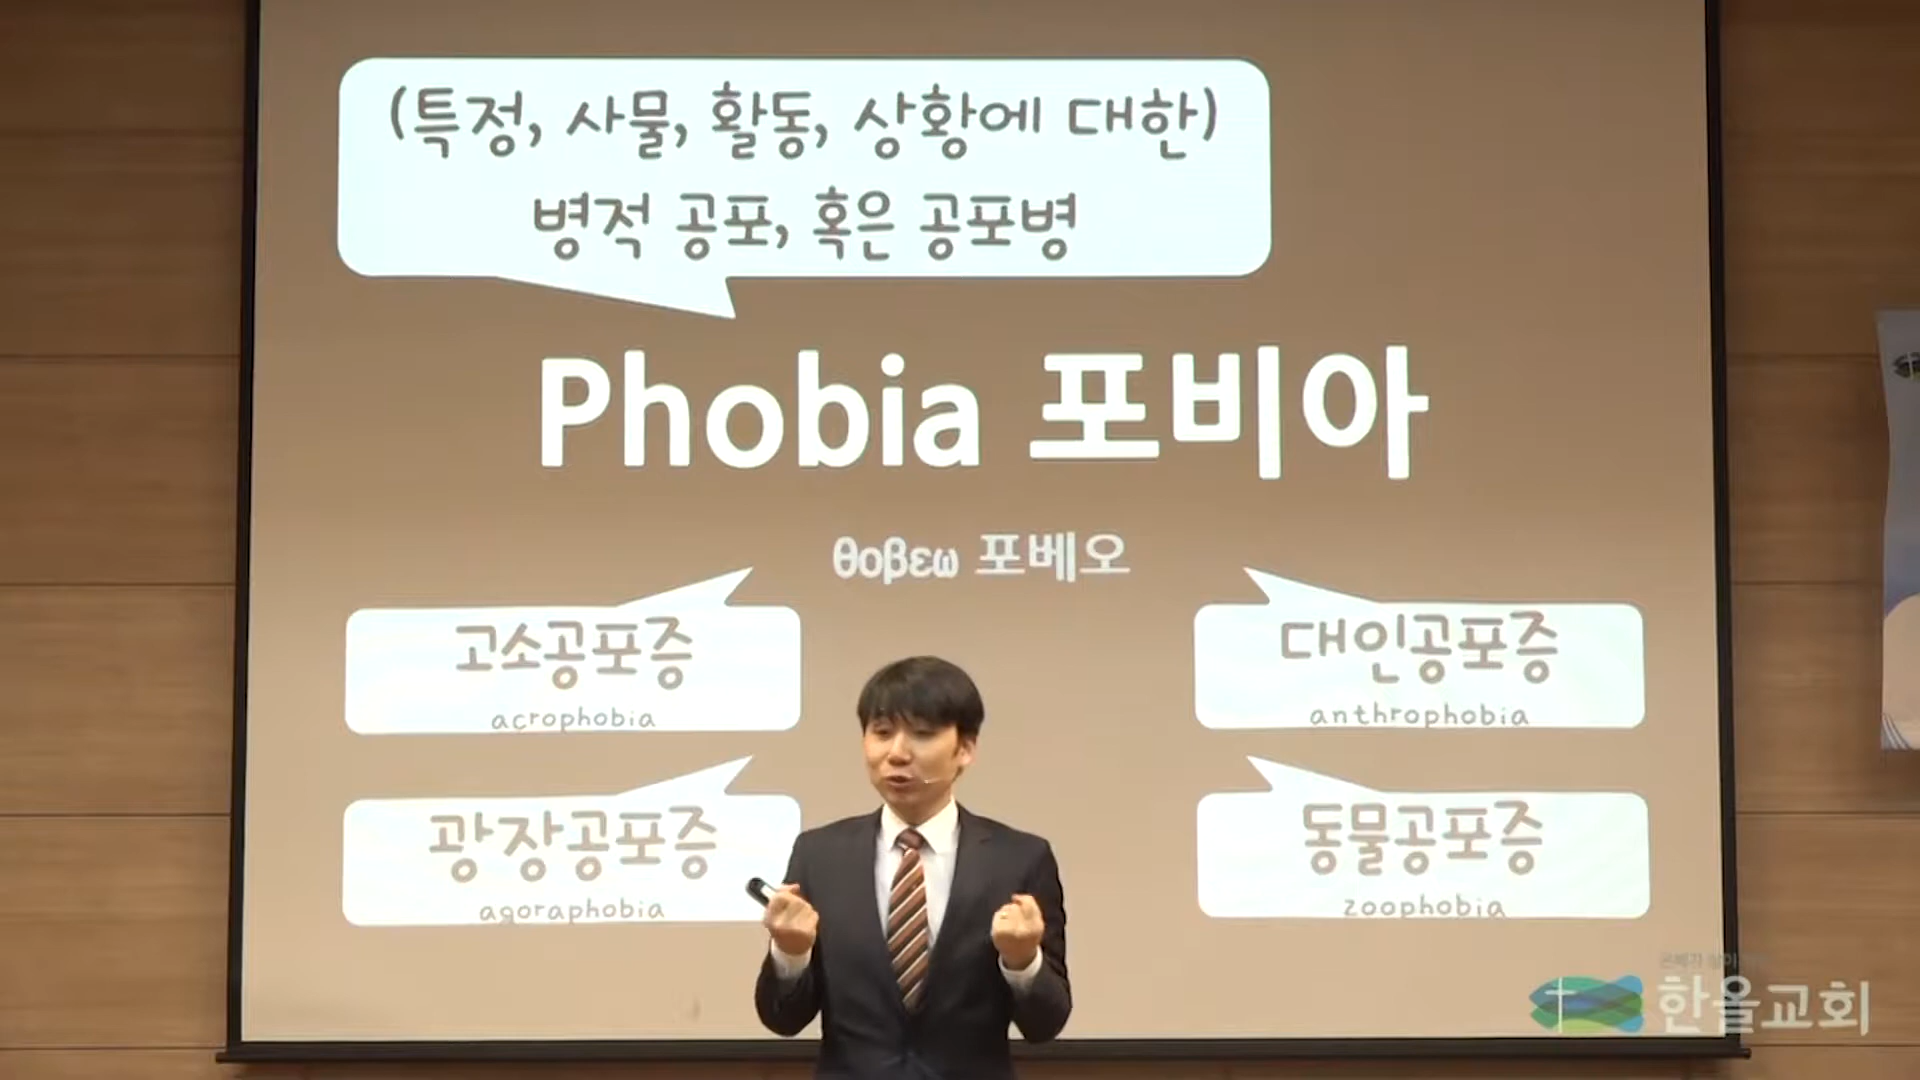 (특정, 사물, 활동, 상황에 대한)
병적 공포, 혹은 공포병
Phobia 포비아
θοβεω 포베오
고소공포증
acrophobia
대인공포증
anthrophobia
광장공포증
agoraphobia
동물공포증
zoophobia
한울교회